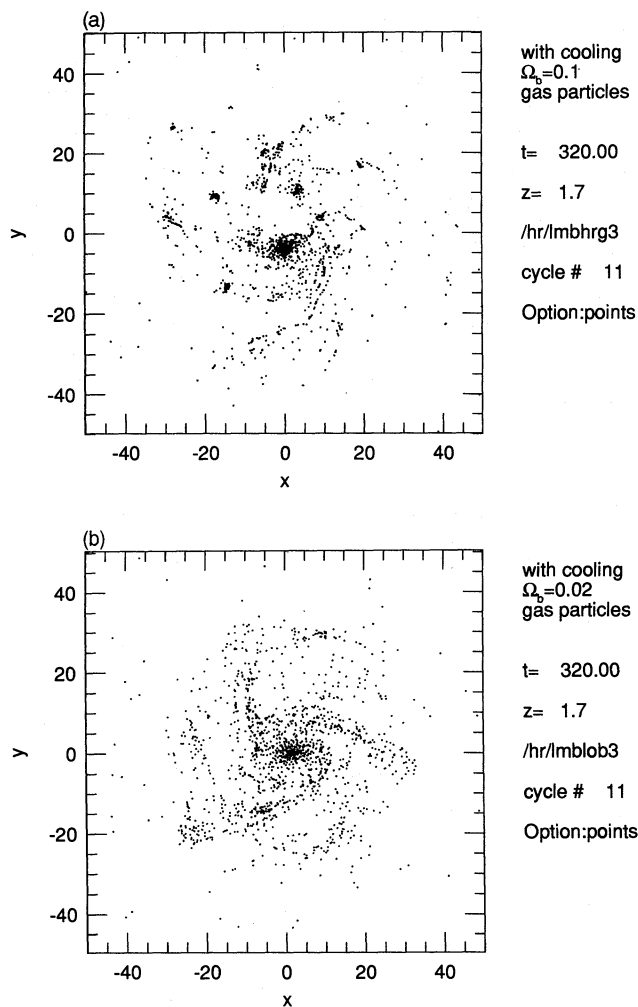 (a)
40
20
0
-20
-40
y
-40 -20 0 20 40
x
with cooling
Ω_b=0.1
gas particles
t= 320.00
z= 1.7
/hr/lmbhrg3
cycle # 11
Option:points
(b)
40
20
0
-20
-40
y
-40 -20 0 20 40
x
with cooling
Ω_b=0.02
gas particles
t= 320.00
z= 1.7
/hr/lmblob3
cycle # 11
Option:points